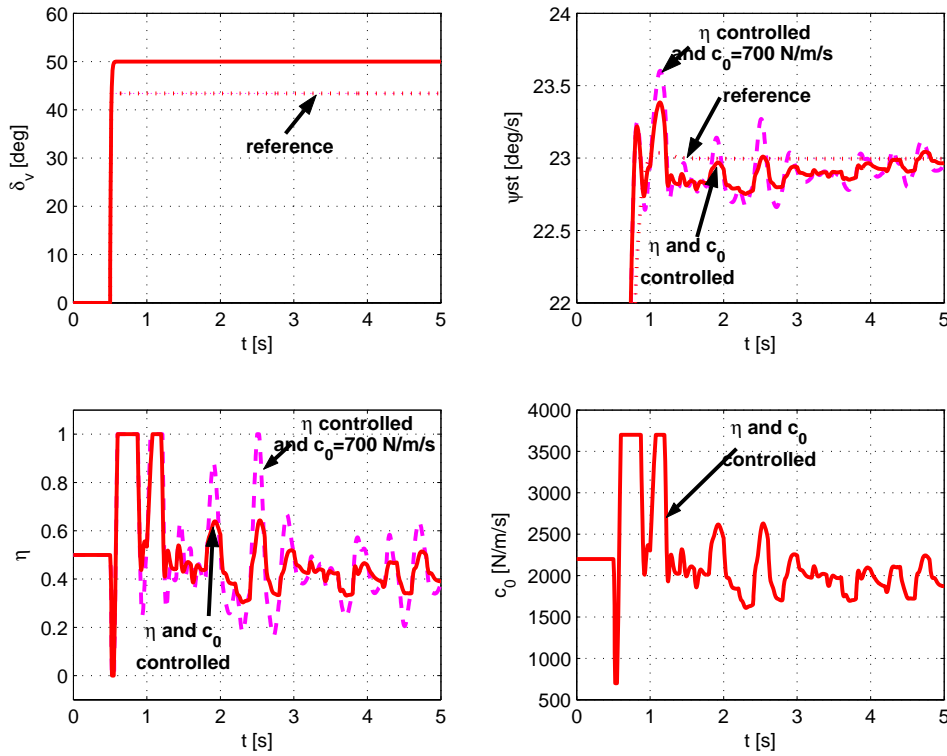 60
50
40
30
20
10
0
δv [deg]
reference
0 1 2 3 4 5
t [s]
24
23.5
23
22.5
22
ψst [deg/s]
η controlled
and c0=700 N/m/s
reference
η and c0
controlled
0 1 2 3 4 5
t [s]
1
0.8
0.6
0.4
0.2
0
η
η controlled
and c0=700 N/m/s
η and c0
controlled
0 1 2 3 4 5
t [s]
4000
3500
3000
2500
2000
1500
1000
500
c0 [N/m/s]
η and c0
controlled
0 1 2 3 4 5
t [s]